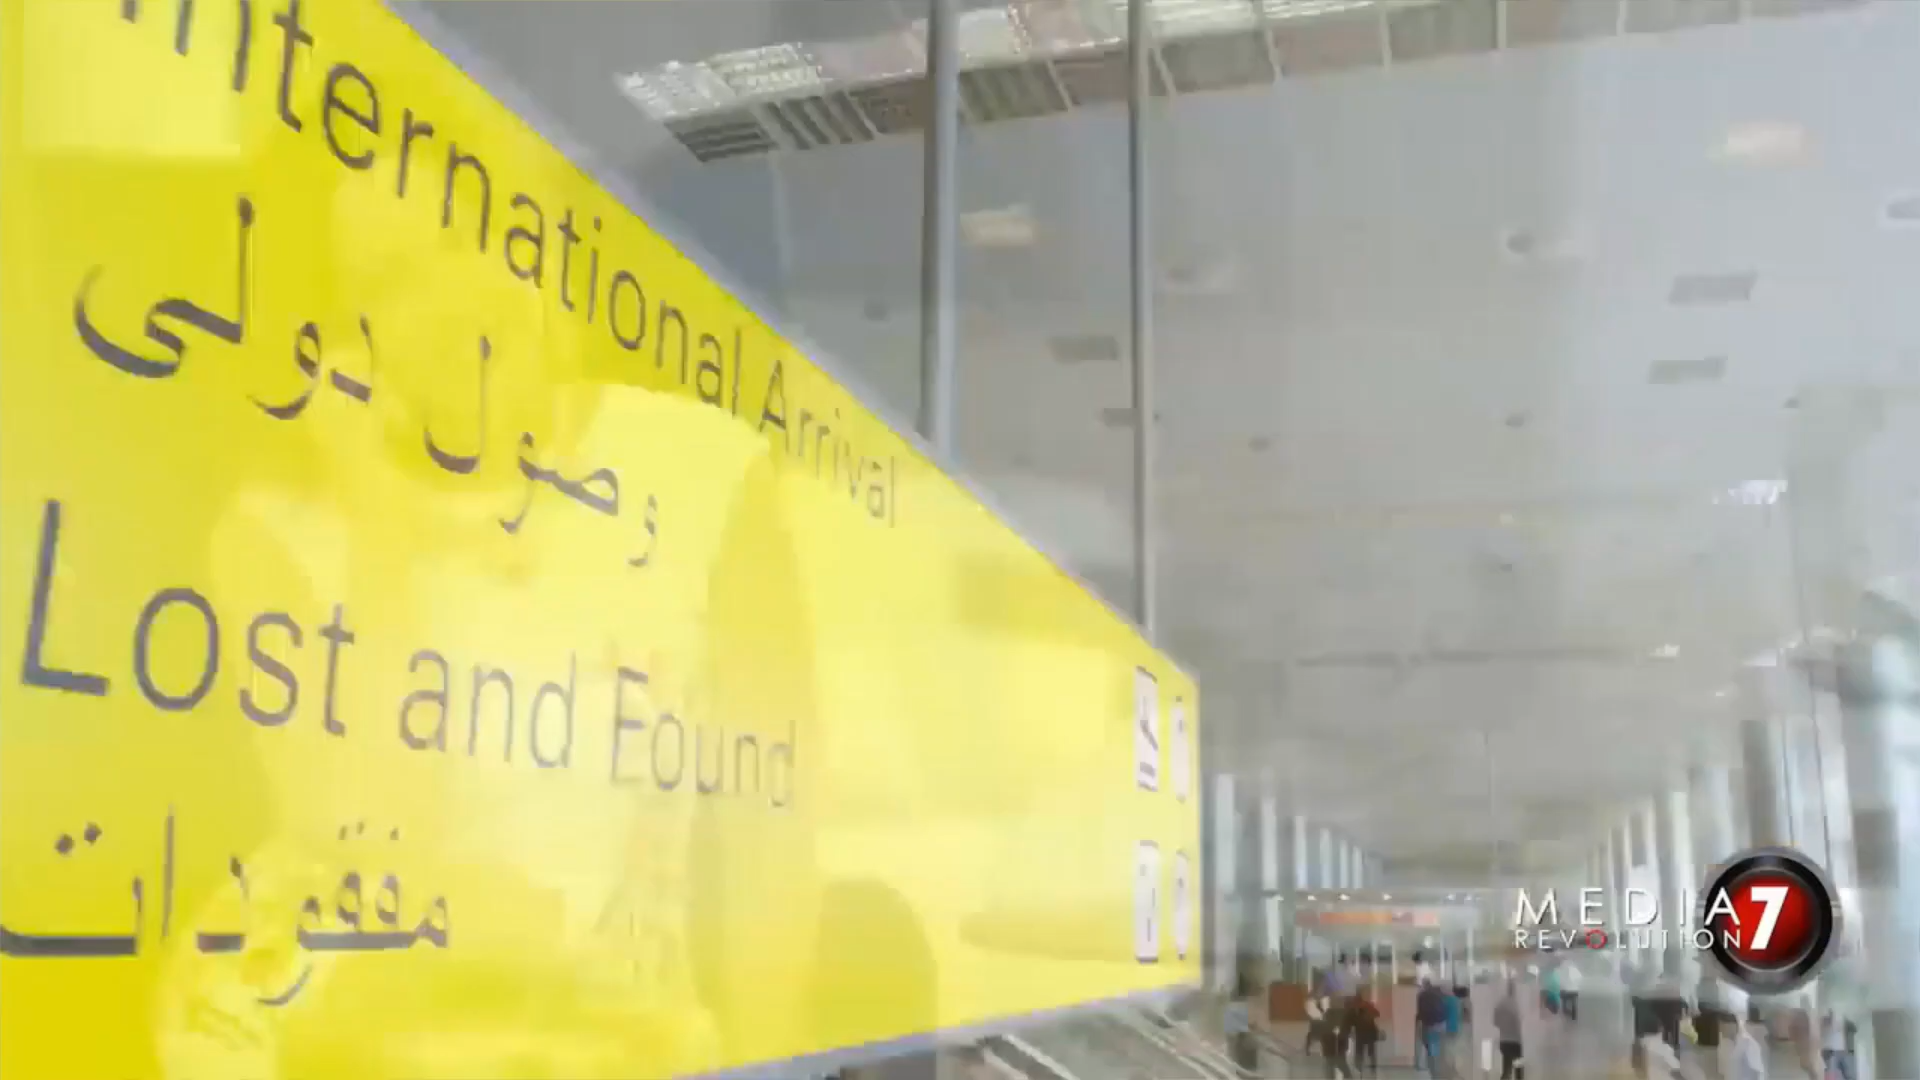 International Arrival
وصول دولى
Lost and Found
مفقودات
MEDIA 7
REVOLUTION